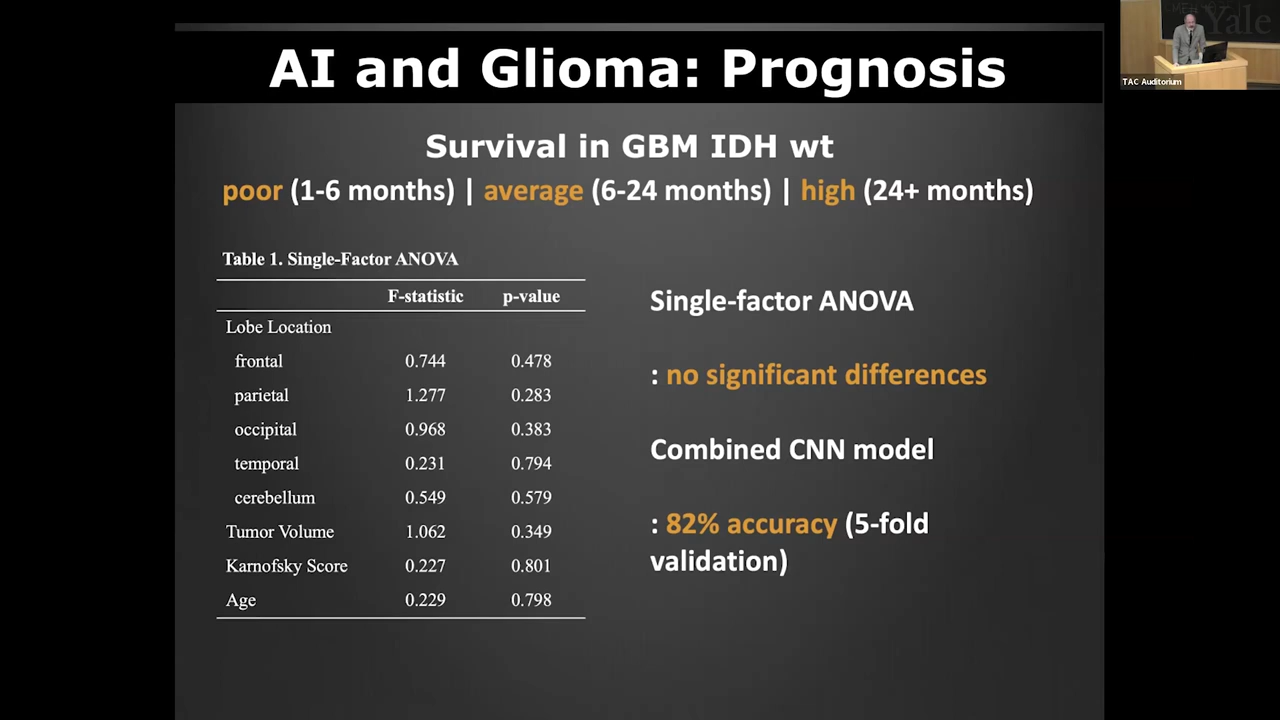 AI and Glioma: Prognosis
Yale
TAC Auditorium
Survival in GBM IDH wt
poor (1-6 months) | average (6-24 months) | high (24+ months)
Table 1. Single-Factor ANOVA
F-statistic p-value
Lobe Location
frontal 0.744 0.478
parietal 1.277 0.283
occipital 0.968 0.383
temporal 0.231 0.794
cerebellum 0.549 0.579
Tumor Volume 1.062 0.349
Karnofsky Score 0.227 0.801
Age 0.229 0.798
Single-factor ANOVA
: no significant differences
Combined CNN model
: 82% accuracy (5-fold
validation)